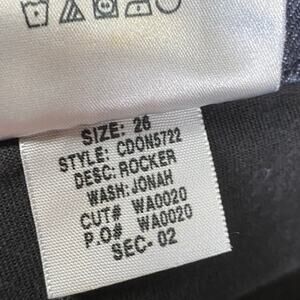 SIZE: 26
STYLE: CDON5722
DESC: ROCKER
WASH: JONAH
CUT# WA0020
P.O# WA0020
SEC- 02